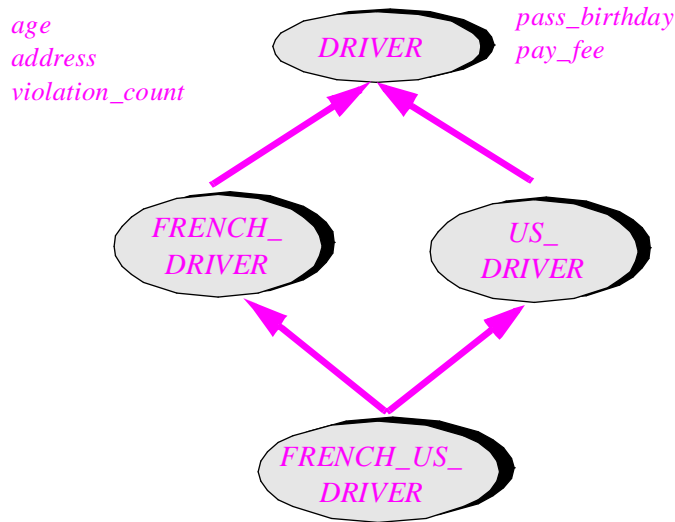 age
address
violation_count
DRIVER
pass_birthday
pay_fee
FRENCH_
DRIVER
US_
DRIVER
FRENCH_US_
DRIVER